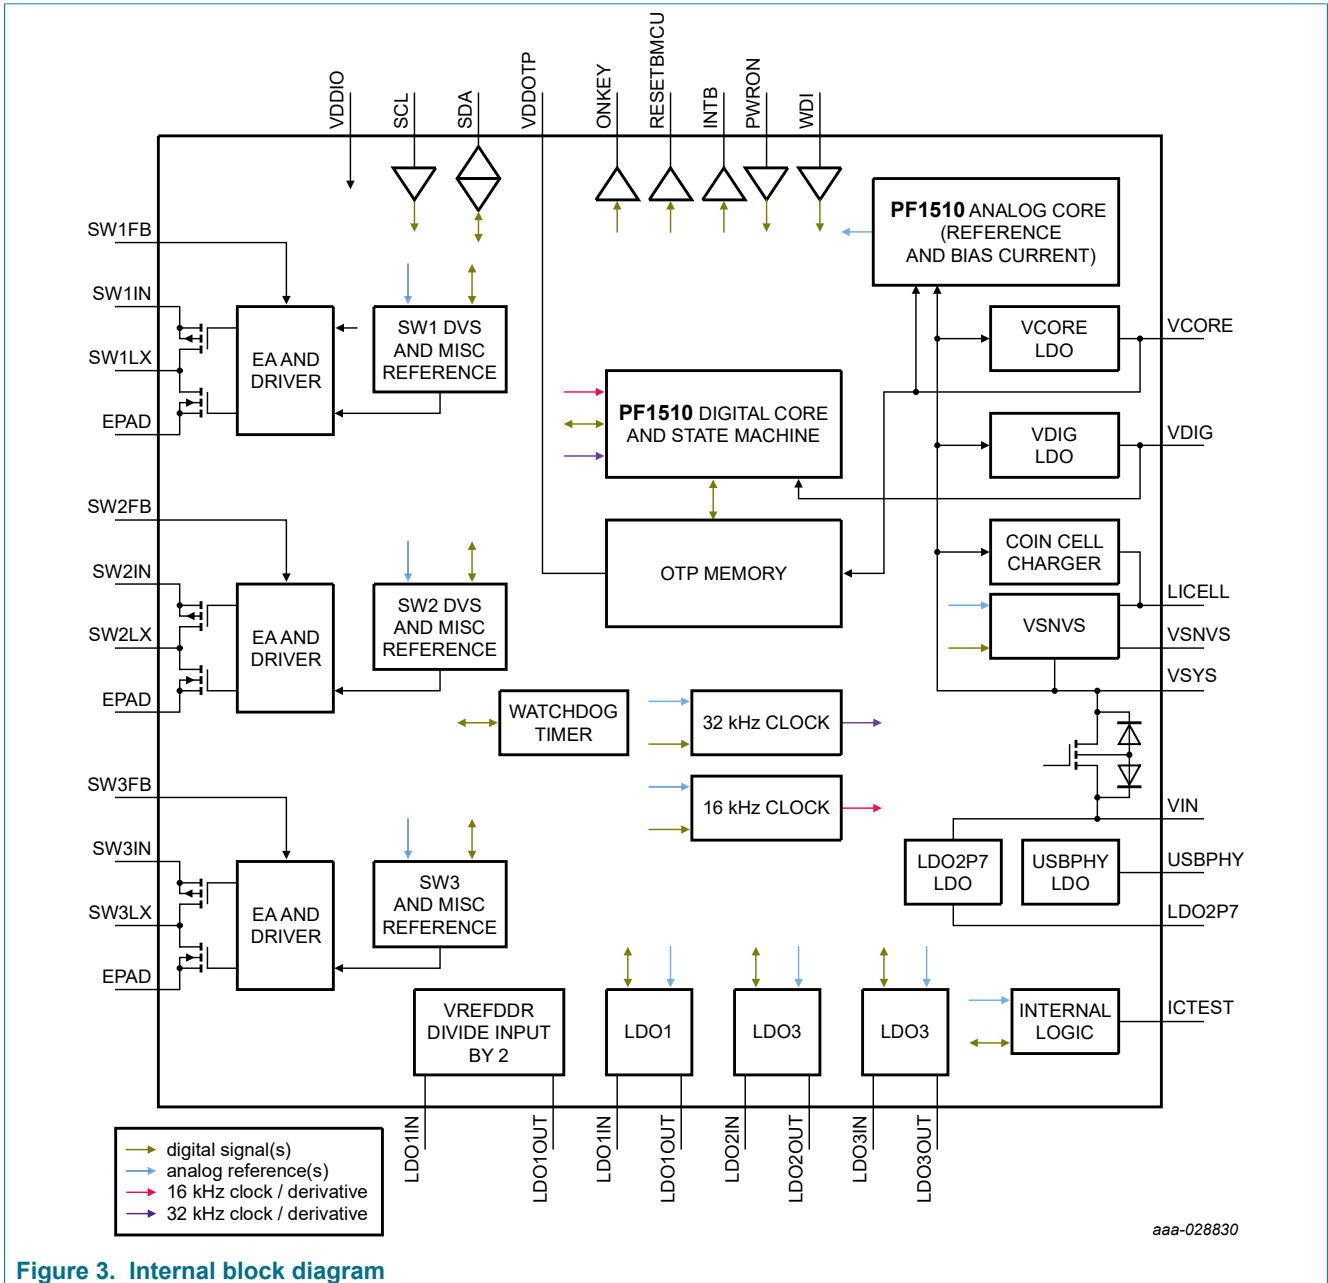 VDDIO
SCL
SDA
VDDOTP
ONKEY
RESETBMCU
INTB
PWRON
WDI
SW1FB
SW1IN
SW1LX
EPAD
EA AND
DRIVER
SW1 DVS
AND MISC
REFERENCE
PF1510 ANALOG CORE
(REFERENCE
AND BIAS CURRENT)
VCORE
LDO
VCORE
PF1510 DIGITAL CORE
AND STATE MACHINE
VDIG
LDO
VDIG
SW2FB
SW2IN
SW2LX
EPAD
EA AND
DRIVER
SW2 DVS
AND MISC
REFERENCE
OTP MEMORY
COIN CELL
CHARGER
LICELL
VSNVS
VSNVS
VSYS
WATCHDOG
TIMER
32 kHz CLOCK
16 kHz CLOCK
VIN
SW3FB
SW3IN
SW3LX
EPAD
EA AND
DRIVER
SW3
AND MISC
REFERENCE
LDO2P7
LDO
USBPHY
LDO
USBPHY
LDO2P7
VREFDDR
DIVIDE INPUT
BY 2
LDO1
LDO3
LDO3
INTERNAL
LOGIC
ICTEST
LDO1IN
LDO1OUT
LDO1IN
LDO1OUT
LDO2IN
LDO2OUT
LDO3IN
LDO3OUT
digital signal(s)
analog reference(s)
16 kHz clock / derivative
32 kHz clock / derivative
aaa-028830
Figure 3. Internal block diagram